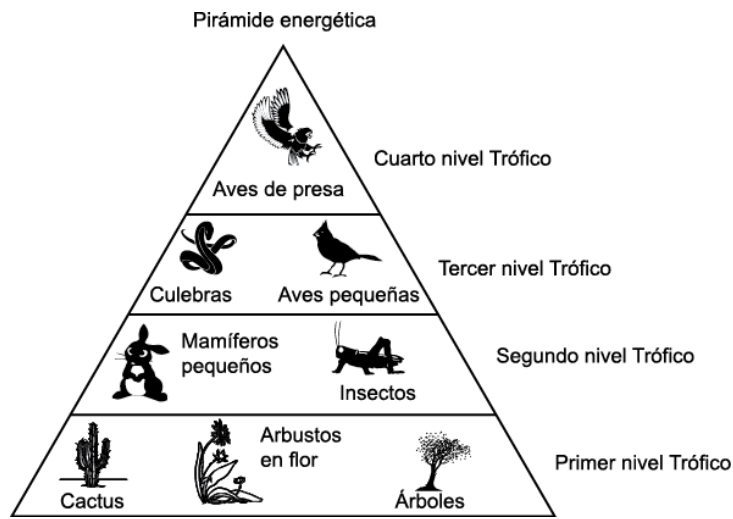 Pirámide energética
Aves de presa
Cuarto nivel Trófico
Culebras
Aves pequeñas
Tercer nivel Trófico
Mamíferos
pequeños
Insectos
Segundo nivel Trófico
Cactus
Arbustos
en flor
Árboles
Primer nivel Trófico